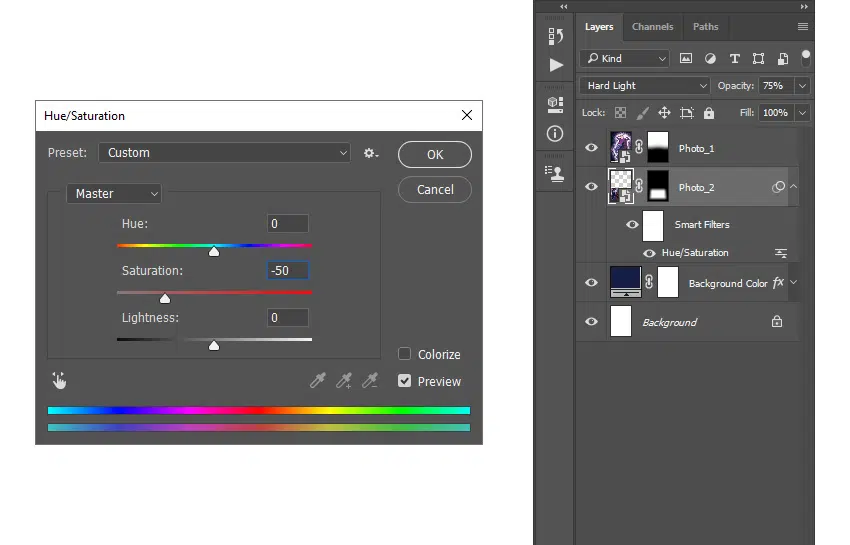 Hue/Saturation
Preset: Custom
OK
Cancel
Master
Hue: 0
Saturation: -50
Lightness: 0
Colorize
Preview
Layers Channels Paths
Kind
T
Hard Light Opacity: 75%
Lock: Fill: 100%
Photo_1
Photo_2
Smart Filters
Hue/Saturation
Background Color fx
Background